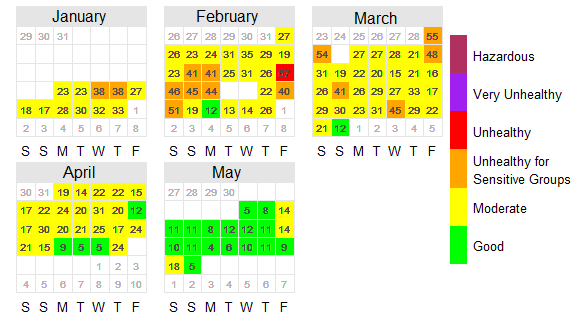 January
29 30 31
23 23 38 38 27
18 17 28 30 32 33 1
2 3 4 5 6 7 8
S S M T W T F
February
26 27 28 29 30 31 27
26 23 24 31 35 29 19
23 41 41 25 31 26
46 45 44 22 40
51 19 12 13 14 26 1
2 3 4 5 6 7 8
S S M T W T F
March
23 24 25 26 27 28 55
54 27 27 28 21 48
31 19 22 20 15 21 16
26 41 26 29 27 33 17
29 30 23 31 45 29 22
21 12 1 2 3 4 5
S S M T W T F
April
30 31 19 14 22 22 15
17 22 24 20 31 20 12
17 30 20 21 25 17 24
21 15 9 5 5 24
1 2 3
4 5 6 7 8 9 10
S S M T W T F
May
27 28 29 30
5 8 14
11 11 8 12 12 11 14
10 11 4 6 10 11 9
18 5
1 2 3 4 5 6 7
S S M T W T F
Hazardous
Very Unhealthy
Unhealthy
Unhealthy for
Sensitive Groups
Moderate
Good